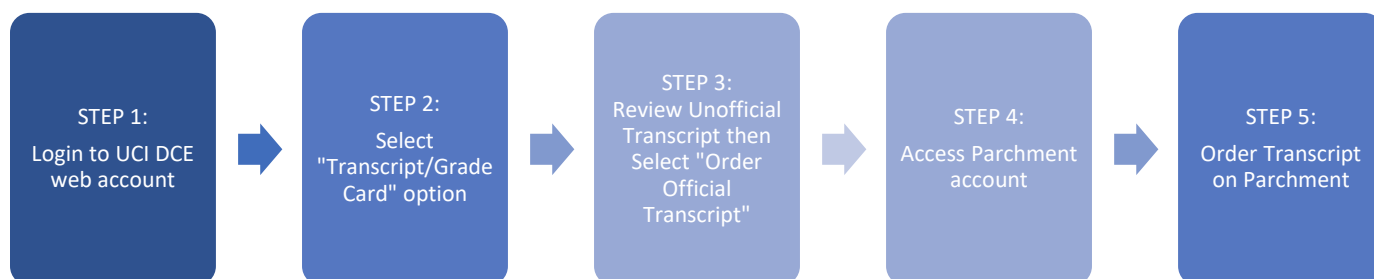 STEP 1:
Login to UCI DCE
web account
STEP 2:
Select
"Transcript/Grade
Card" option
STEP 3:
Review Unofficial
Transcript then
Select "Order
Official
Transcript"
STEP 4:
Access Parchment
account
STEP 5:
Order Transcript
on Parchment